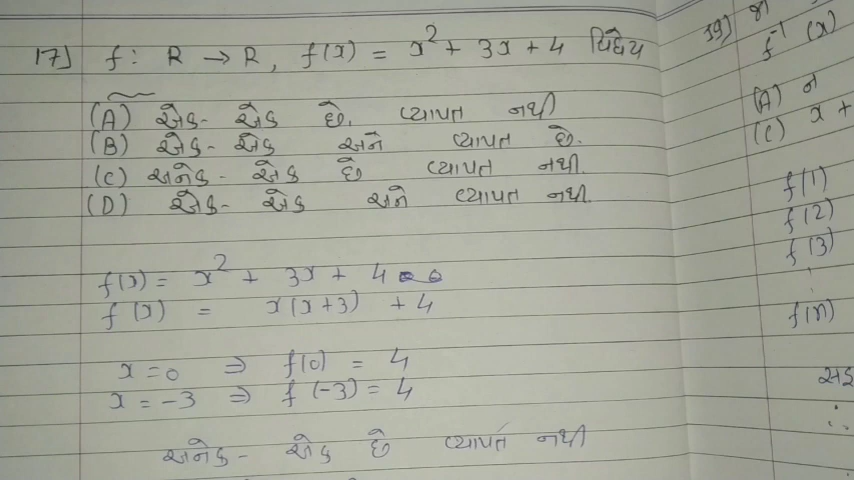 17] f : R → R, f(x) = x² + 3x + 4 વિધેય
(A) એક- એક છે. વ્યાપ્ત નથી
(B) એક- એક અને વ્યાપ્ત છે.
(C) અનેક- એક છે વ્યાપ્ત નથી.
(D) એક- એક અને વ્યાપ્ત નથી.
f(x) = x² + 3x + 4
f(x) = x(x+3) + 4
x = 0 ⇒ f(0) = 4
x = -3 ⇒ f(-3) = 4
અનેક- એક છે વ્યાપ્ત નથી
19)
f⁻¹(x)
(A) ન
(C) x +
f(1)
f(2)
f(3)
⋮
f(n)
∴